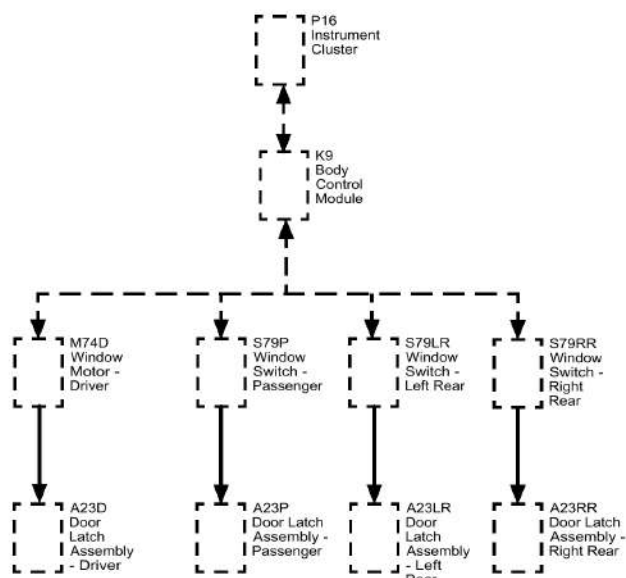 P16
Instrument
Cluster
K9
Body
Control
Module
M74D
Window
Motor -
Driver
S79P
Window
Switch -
Passenger
S79LR
Window
Switch -
Left Rear
S79RR
Window
Switch -
Right
Rear
A23D
Door
Latch
Assembly
- Driver
A23P
Door Latch
Assembly -
Passenger
A23LR
Door
Latch
Assembly
- Left
Rear
A23RR
Door Latch
Assembly -
Right Rear